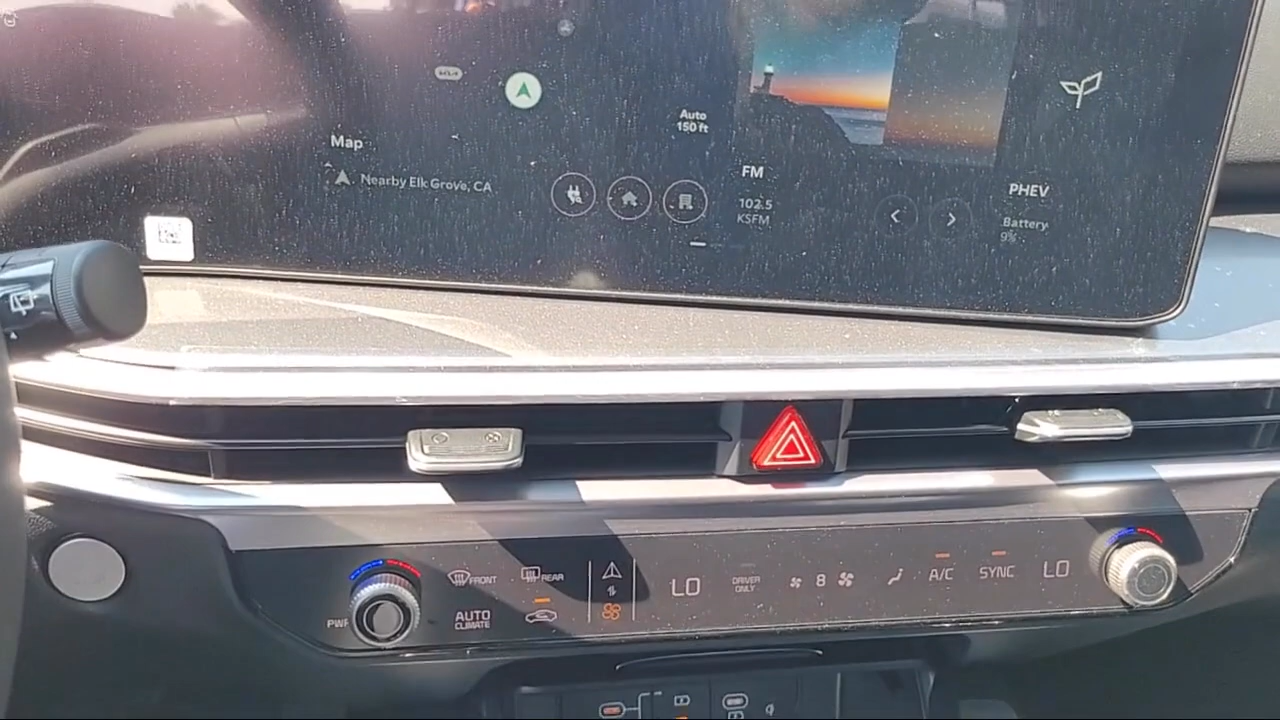 KIA
Auto
150 ft
Map
Nearby Elk Grove, CA
FM
102.5
KSFM
PHEV
Battery
9%
FRONT
REAR
PWR
AUTO
CLIMATE
LO
DRIVER
ONLY
8
A/C
SYNC
LO